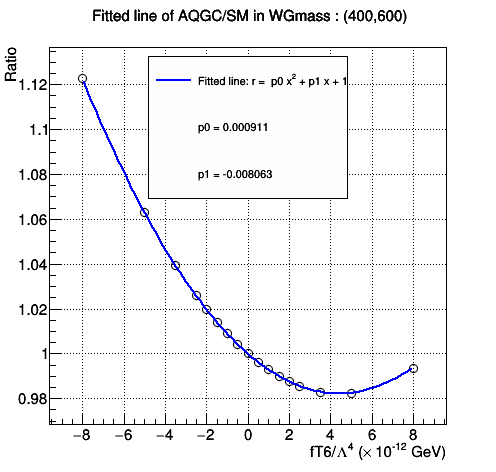 Fitted line of AQGC/SM in WGmass : (400,600)
Ratio
Fitted line: r = p0 x² + p1 x + 1
p0 = 0.000911
p1 = -0.008063
1.12
1.1
1.08
1.06
1.04
1.02
1
0.98
−8 −6 −4 −2 0 2 4 6 8
fT6/Λ⁴ (× 10⁻¹² GeV)